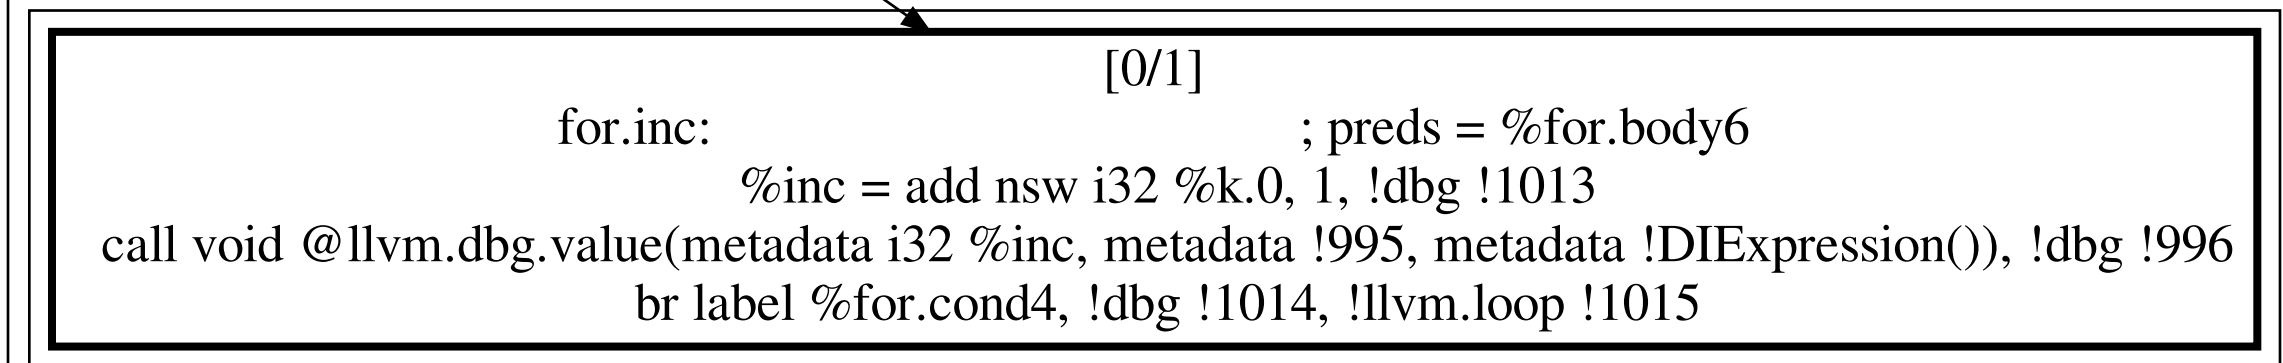 [0/1]
for.inc: ; preds = %for.body6
%inc = add nsw i32 %k.0, 1, !dbg !1013
call void @llvm.dbg.value(metadata i32 %inc, metadata !995, metadata !DIExpression()), !dbg !996
br label %for.cond4, !dbg !1014, !llvm.loop !1015